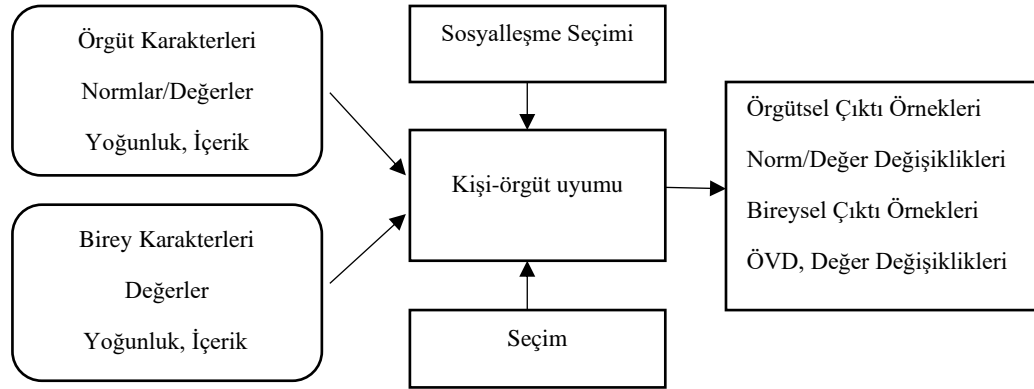 Örgüt Karakterleri
Normlar/Değerler
Yoğunluk, İçerik
Birey Karakterleri
Değerler
Yoğunluk, İçerik
Sosyalleşme Seçimi
Kişi-örgüt uyumu
Seçim
Örgütsel Çıktı Örnekleri
Norm/Değer Değişiklikleri
Bireysel Çıktı Örnekleri
ÖVD, Değer Değişiklikleri